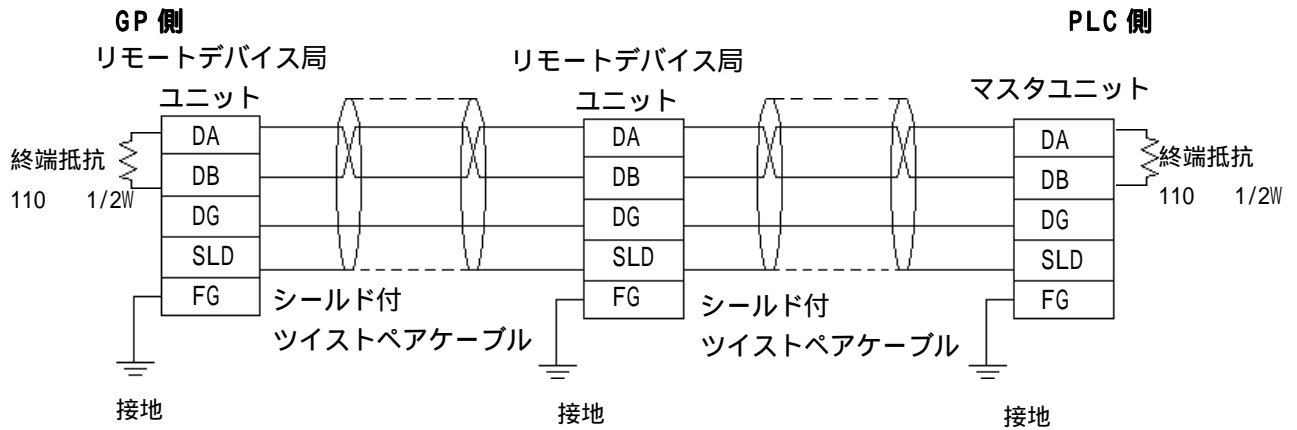 GP 側
PLC 側
リモートデバイス局
ユニット
リモートデバイス局
ユニット
マスタユニット
終端抵抗
110 1/2W
DA
DB
DG
SLD
FG
DA
DB
DG
SLD
FG
DA
DB
DG
SLD
FG
終端抵抗
110 1/2W
シールド付
ツイストペアケーブル
シールド付
ツイストペアケーブル
接地
接地
接地